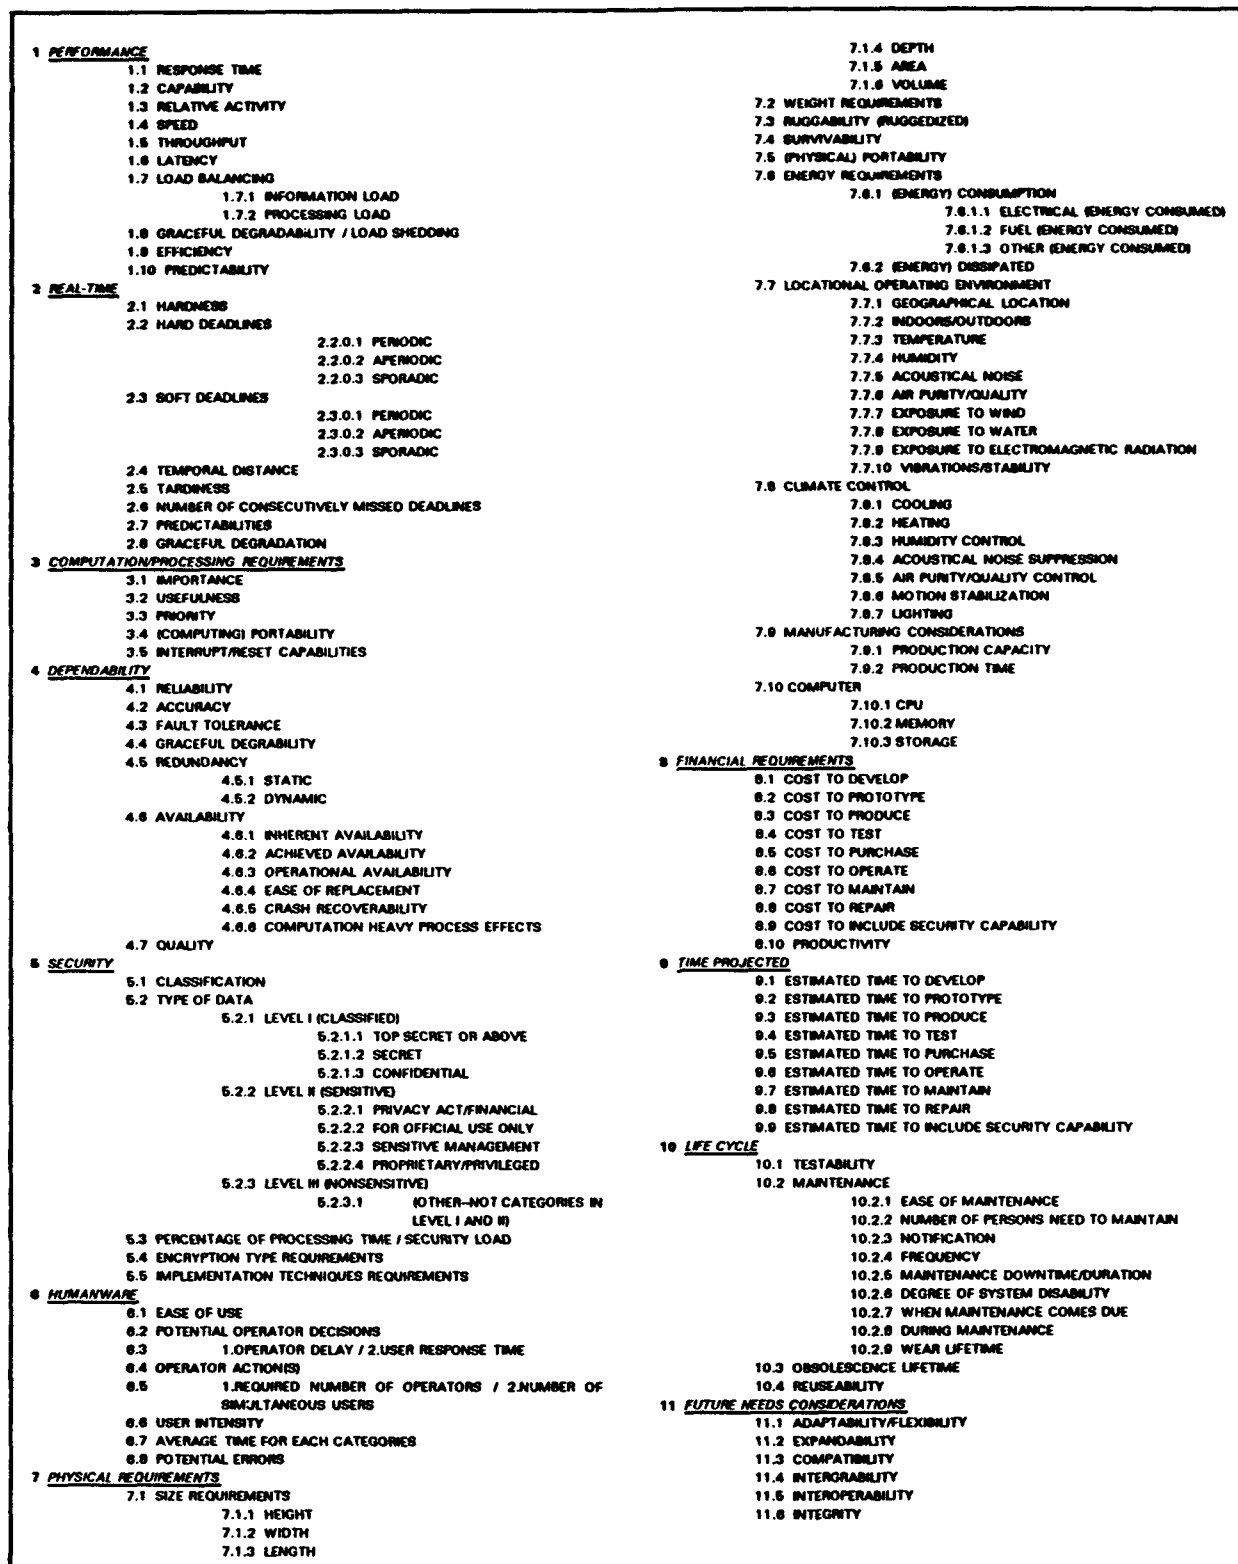 1 PERFORMANCE
1.1 RESPONSE TIME
1.2 CAPABILITY
1.3 RELATIVE ACTIVITY
1.4 SPEED
1.5 THROUGHPUT
1.6 LATENCY
1.7 LOAD BALANCING
1.7.1 INFORMATION LOAD
1.7.2 PROCESSING LOAD
1.8 GRACEFUL DEGRADABILITY / LOAD SHEDDING
1.9 EFFICIENCY
1.10 PREDICTABILITY
2 REAL-TIME
2.1 HARDNESS
2.2 HARD DEADLINES
2.2.0.1 PERIODIC
2.2.0.2 APERIODIC
2.2.0.3 SPORADIC
2.3 SOFT DEADLINES
2.3.0.1 PERIODIC
2.3.0.2 APERIODIC
2.3.0.3 SPORADIC
2.4 TEMPORAL DISTANCE
2.5 TARDINESS
2.6 NUMBER OF CONSECUTIVELY MISSED DEADLINES
2.7 PREDICTABILITIES
2.8 GRACEFUL DEGRADATION
3 COMPUTATION/PROCESSING REQUIREMENTS
3.1 IMPORTANCE
3.2 USEFULNESS
3.3 PRIORITY
3.4 (COMPUTING) PORTABILITY
3.5 INTERRUPT/RESET CAPABILITIES
4 DEPENDABILITY
4.1 RELIABILITY
4.2 ACCURACY
4.3 FAULT TOLERANCE
4.4 GRACEFUL DEGRABILITY
4.5 REDUNDANCY
4.5.1 STATIC
4.5.2 DYNAMIC
4.6 AVAILABILITY
4.6.1 INHERENT AVAILABILITY
4.6.2 ACHIEVED AVAILABILITY
4.6.3 OPERATIONAL AVAILABILITY
4.6.4 EASE OF REPLACEMENT
4.6.5 CRASH RECOVERABILITY
4.6.6 COMPUTATION HEAVY PROCESS EFFECTS
4.7 QUALITY
5 SECURITY
5.1 CLASSIFICATION
5.2 TYPE OF DATA
5.2.1 LEVEL I (CLASSIFIED)
5.2.1.1 TOP SECRET OR ABOVE
5.2.1.2 SECRET
5.2.1.3 CONFIDENTIAL
5.2.2 LEVEL II (SENSITIVE)
5.2.2.1 PRIVACY ACT/FINANCIAL
5.2.2.2 FOR OFFICIAL USE ONLY
5.2.2.3 SENSITIVE MANAGEMENT
5.2.2.4 PROPRIETARY/PRIVILEGED
5.2.3 LEVEL III (NONSENSITIVE)
5.2.3.1 (OTHER--NOT CATEGORIES IN
LEVEL I AND II)
5.3 PERCENTAGE OF PROCESSING TIME / SECURITY LOAD
5.4 ENCRYPTION TYPE REQUIREMENTS
5.5 IMPLEMENTATION TECHNIQUES REQUIREMENTS
6 HUMANWARE
6.1 EASE OF USE
6.2 POTENTIAL OPERATOR DECISIONS
6.3 1.OPERATOR DELAY / 2.USER RESPONSE TIME
6.4 OPERATOR ACTION(S)
6.5 1.REQUIRED NUMBER OF OPERATORS / 2.NUMBER OF
SIMULTANEOUS USERS
6.6 USER INTENSITY
6.7 AVERAGE TIME FOR EACH CATEGORIES
6.8 POTENTIAL ERRORS
7 PHYSICAL REQUIREMENTS
7.1 SIZE REQUIREMENTS
7.1.1 HEIGHT
7.1.2 WIDTH
7.1.3 LENGTH
7.1.4 DEPTH
7.1.5 AREA
7.1.6 VOLUME
7.2 WEIGHT REQUIREMENTS
7.3 RUGGABILITY (RUGGEDIZED)
7.4 SURVIVABILITY
7.5 (PHYSICAL) PORTABILITY
7.6 ENERGY REQUIREMENTS
7.6.1 (ENERGY) CONSUMPTION
7.6.1.1 ELECTRICAL (ENERGY CONSUMED)
7.6.1.2 FUEL (ENERGY CONSUMED)
7.6.1.3 OTHER (ENERGY CONSUMED)
7.6.2 (ENERGY) DISSIPATED
7.7 LOCATIONAL OPERATING ENVIRONMENT
7.7.1 GEOGRAPHICAL LOCATION
7.7.2 INDOORS/OUTDOORS
7.7.3 TEMPERATURE
7.7.4 HUMIDITY
7.7.5 ACOUSTICAL NOISE
7.7.6 AIR PURITY/QUALITY
7.7.7 EXPOSURE TO WIND
7.7.8 EXPOSURE TO WATER
7.7.9 EXPOSURE TO ELECTROMAGNETIC RADIATION
7.7.10 VIBRATIONS/STABILITY
7.8 CLIMATE CONTROL
7.8.1 COOLING
7.8.2 HEATING
7.8.3 HUMIDITY CONTROL
7.8.4 ACOUSTICAL NOISE SUPPRESSION
7.8.5 AIR PURITY/QUALITY CONTROL
7.8.6 MOTION STABILIZATION
7.8.7 LIGHTING
7.9 MANUFACTURING CONSIDERATIONS
7.9.1 PRODUCTION CAPACITY
7.9.2 PRODUCTION TIME
7.10 COMPUTER
7.10.1 CPU
7.10.2 MEMORY
7.10.3 STORAGE
8 FINANCIAL REQUIREMENTS
8.1 COST TO DEVELOP
8.2 COST TO PROTOTYPE
8.3 COST TO PRODUCE
8.4 COST TO TEST
8.5 COST TO PURCHASE
8.6 COST TO OPERATE
8.7 COST TO MAINTAIN
8.8 COST TO REPAIR
8.9 COST TO INCLUDE SECURITY CAPABILITY
8.10 PRODUCTIVITY
9 TIME PROJECTED
9.1 ESTIMATED TIME TO DEVELOP
9.2 ESTIMATED TIME TO PROTOTYPE
9.3 ESTIMATED TIME TO PRODUCE
9.4 ESTIMATED TIME TO TEST
9.5 ESTIMATED TIME TO PURCHASE
9.6 ESTIMATED TIME TO OPERATE
9.7 ESTIMATED TIME TO MAINTAIN
9.8 ESTIMATED TIME TO REPAIR
9.9 ESTIMATED TIME TO INCLUDE SECURITY CAPABILITY
10 LIFE CYCLE
10.1 TESTABILITY
10.2 MAINTENANCE
10.2.1 EASE OF MAINTENANCE
10.2.2 NUMBER OF PERSONS NEED TO MAINTAIN
10.2.3 NOTIFICATION
10.2.4 FREQUENCY
10.2.5 MAINTENANCE DOWNTIME/DURATION
10.2.6 DEGREE OF SYSTEM DISABILITY
10.2.7 WHEN MAINTENANCE COMES DUE
10.2.8 DURING MAINTENANCE
10.2.9 WEAR LIFETIME
10.3 OBSOLESCENCE LIFETIME
10.4 REUSEABILITY
11 FUTURE NEEDS CONSIDERATIONS
11.1 ADAPTABILITY/FLEXIBILITY
11.2 EXPANDABILITY
11.3 COMPATIBILITY
11.4 INTERGRABILITY
11.5 INTEROPERABILITY
11.6 INTEGRITY